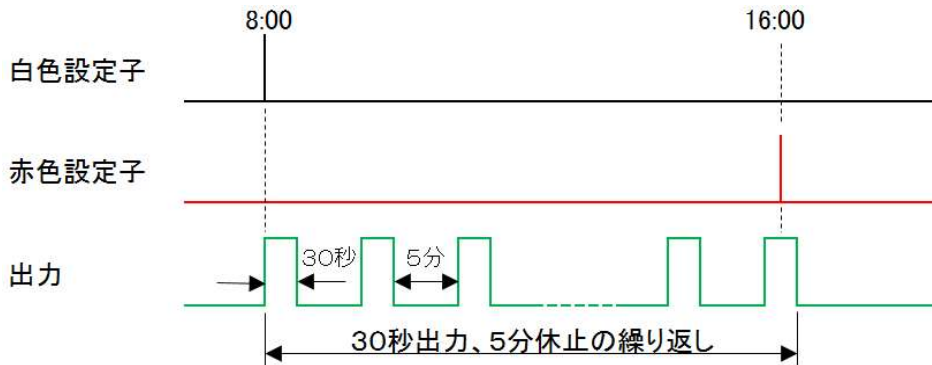 8:00
16:00
白色設定子
赤色設定子
30秒
5分
出力
30秒出力、5分休止の繰り返し